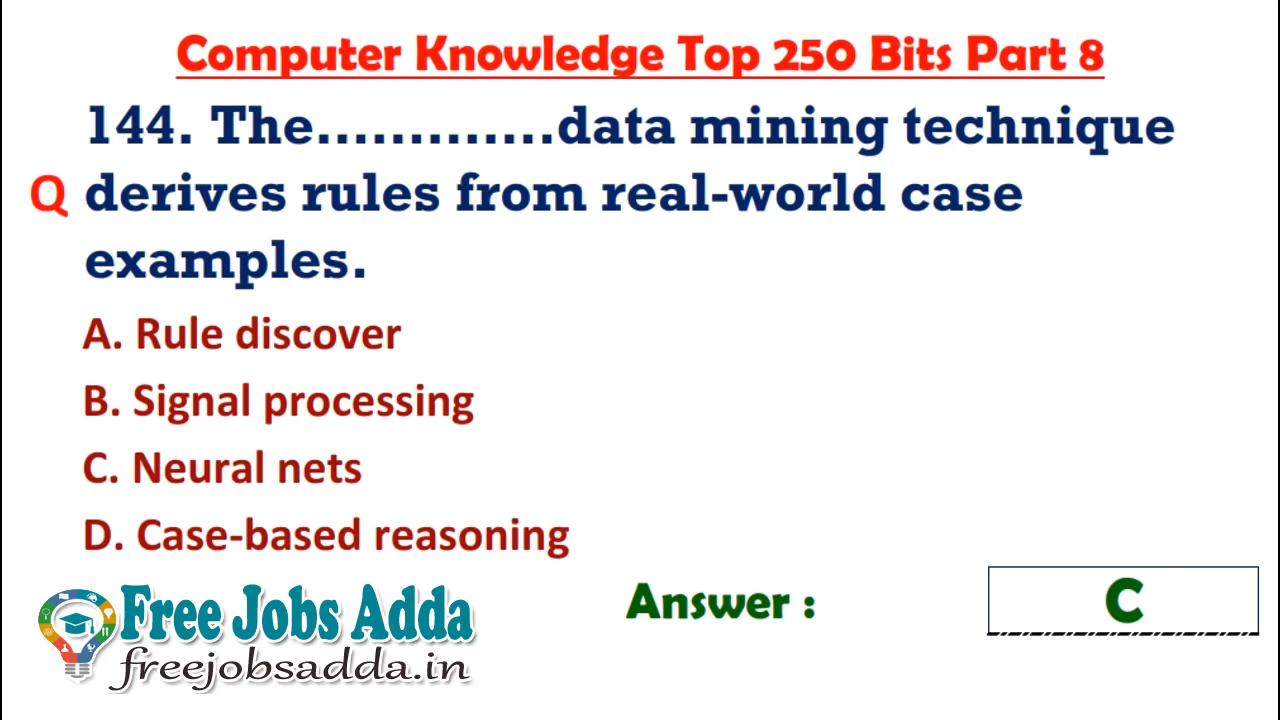 Computer Knowledge Top 250 Bits Part 8
144. The.............data mining technique
Q derives rules from real-world case
examples.
A. Rule discover
B. Signal processing
C. Neural nets
D. Case-based reasoning
Answer : C
Free Jobs Adda
freejobsadda.in